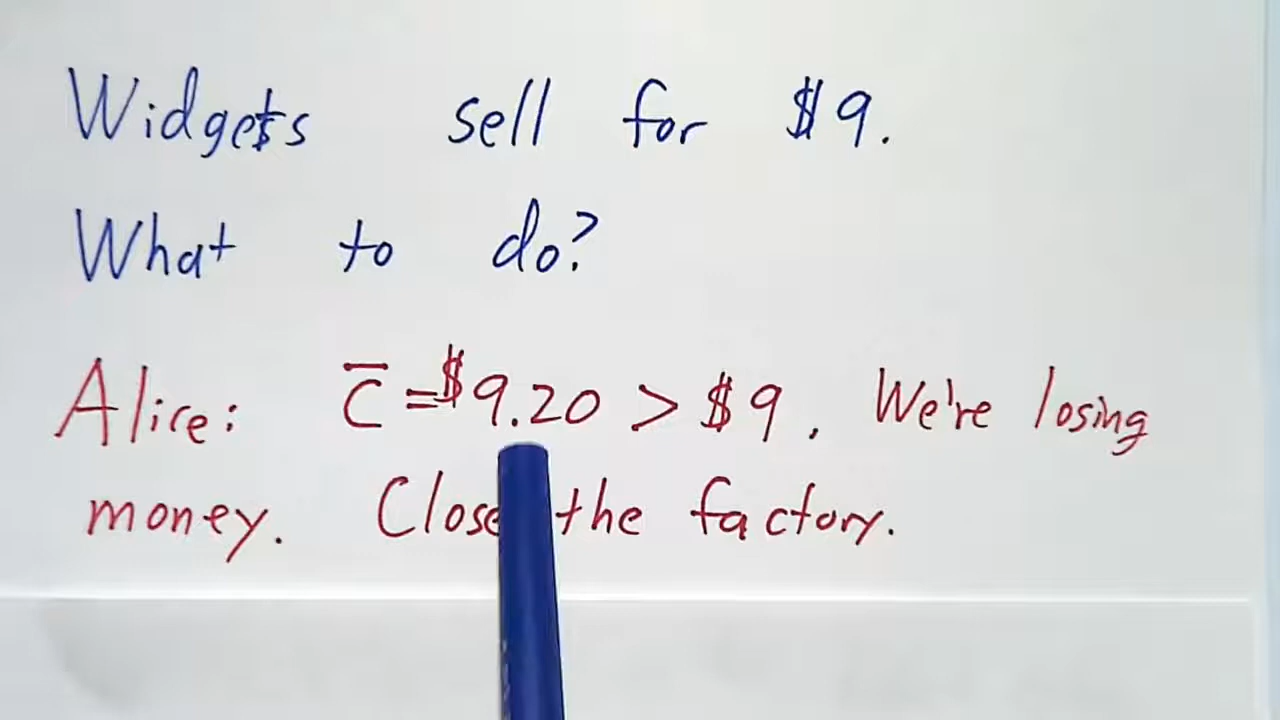 Widgets sell for $9.
What to do?
Alice: C̅ = $9.20 > $9. We're losing
money. Close the factory.